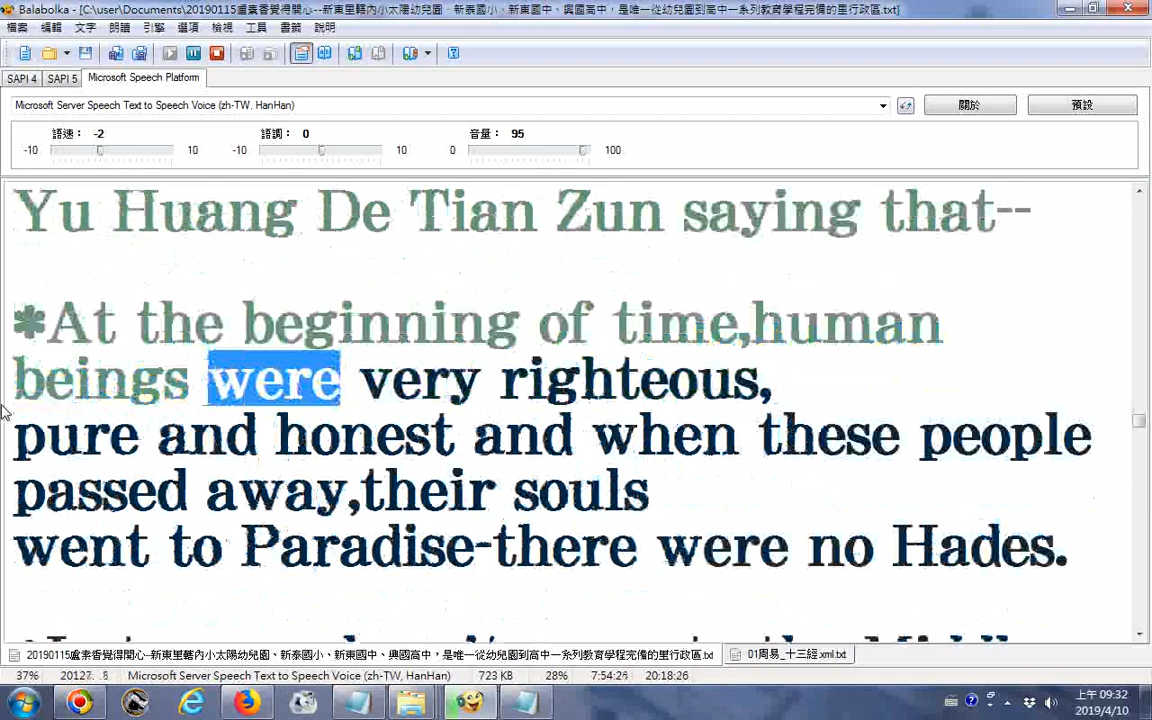 Balabolka - [C:\user\Documents\20190115盧素香覺得開心--新東里轄內小太陽幼兒園、新泰國小、新東國中、興國高中，是唯一從幼兒園到高中一系列教育學程完備的里行政區.txt]
檔案 編輯 文字 朗讀 引擎 選項 檢視 工具 書籤 說明
SAPI 4 SAPI 5 Microsoft Speech Platform
Microsoft Server Speech Text to Speech Voice (zh-TW, HanHan) 關於 預設
語速： -2 語調： 0 音量： 95
-10 10 -10 10 0 100
Yu Huang De Tian Zun saying that--
*At the beginning of time,human
beings were very righteous,
pure and honest and when these people
passed away,their souls
went to Paradise-there were no Hades.
20190115盧素香覺得開心--新東里轄內小太陽幼兒園、新泰國小、新東國中、興國高中，是唯一從幼兒園到高中一系列教育學程完備的里行政區.txt 01周易_十三經.xml.txt
37% Microsoft Server Speech Text to Speech Voice (zh-TW, HanHan) 723 KB 28% 7:54:26 20:18:26
上午 09:32
2019/4/10